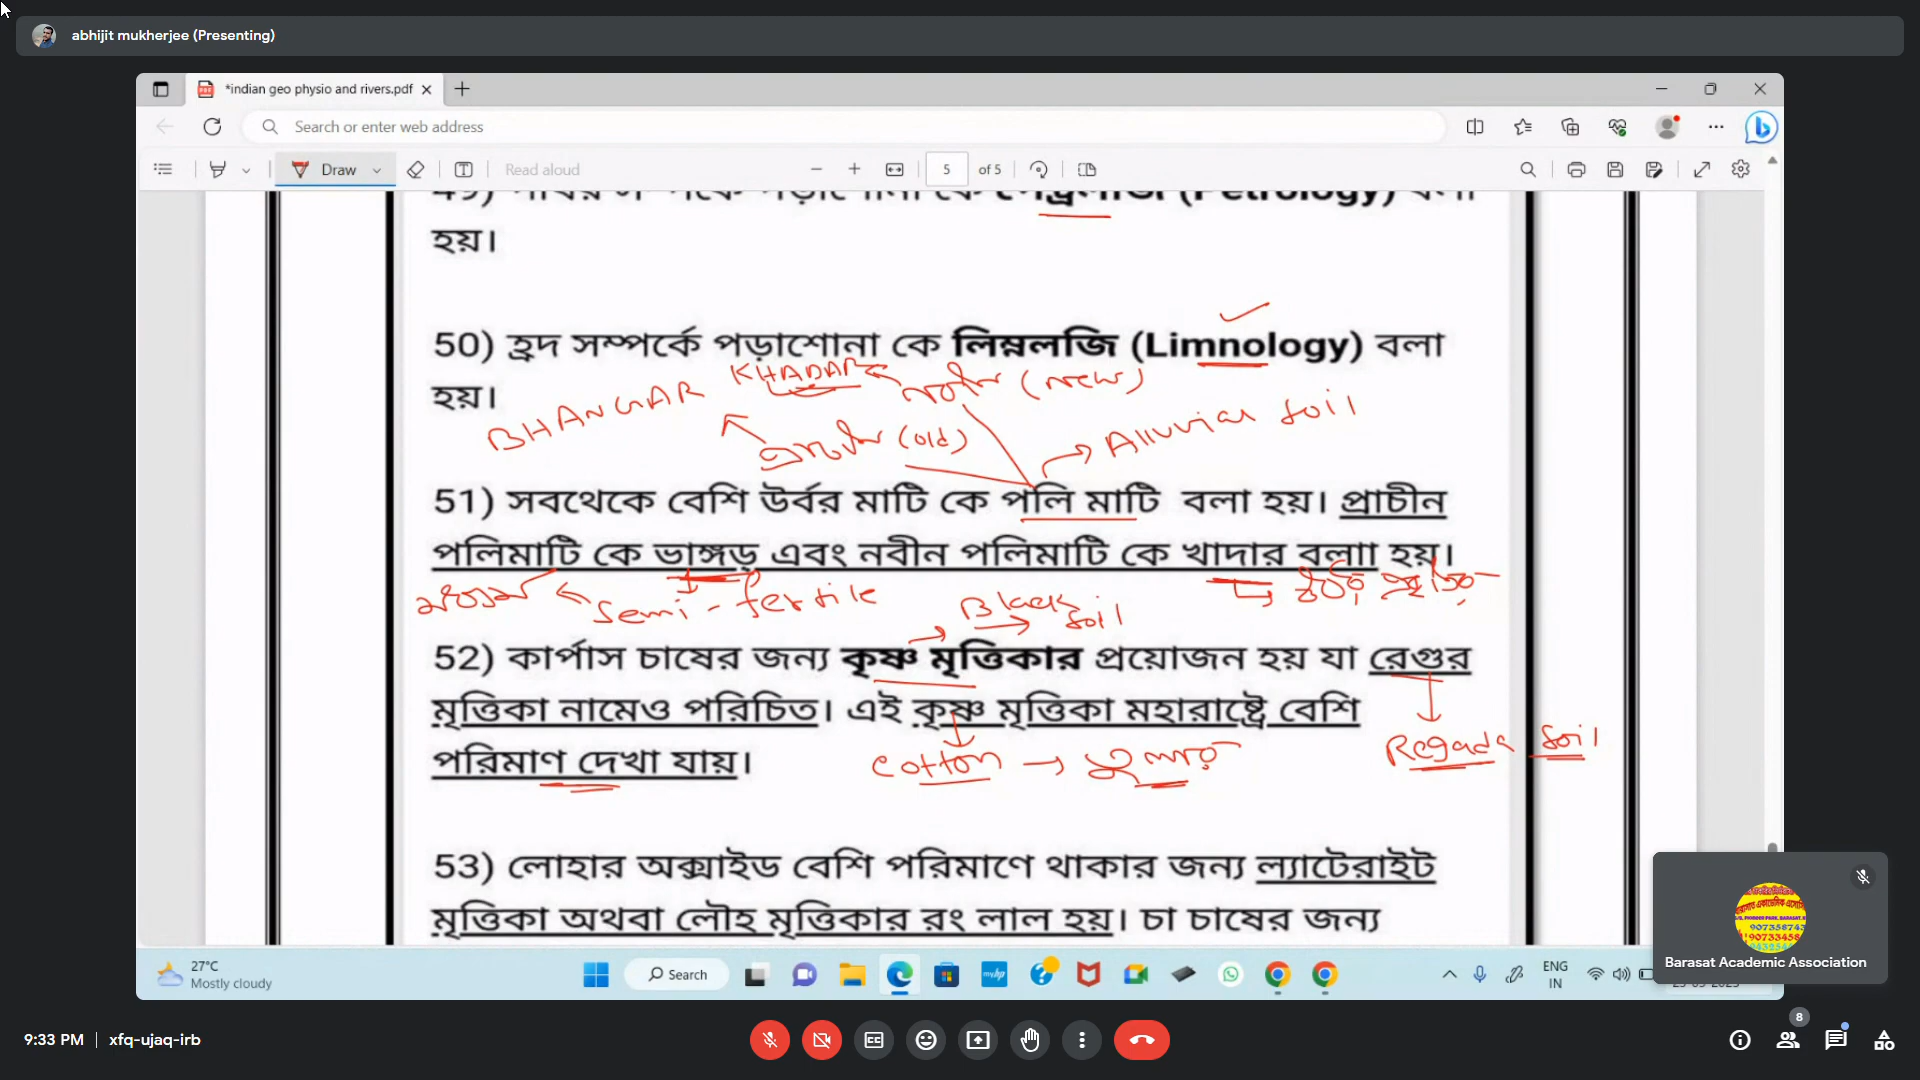 abhijit mukherjee (Presenting)
*indian geo physio and rivers.pdf
Search or enter web address
Draw
Read aloud
5 of 5
হয়।
50) হ্রদ সম্পর্কে পড়াশোনা কে লিম্নলজি (Limnology) বলা
হয়।
KHADAR
(new)
BHANGAR
(old)
Alluvial soil
51) সবথেকে বেশি উর্বর মাটি কে পলি মাটি বলা হয়। প্রাচীন
পলিমাটি কে ভাঙ্গড় এবং নবীন পলিমাটি কে খাদার বলাা হয়।
semi-fertile
Black soil
52) কার্পাস চাষের জন্য কৃষ্ণ মৃত্তিকার প্রয়োজন হয় যা রেগুর
মৃত্তিকা নামেও পরিচিত। এই কৃষ্ণ মৃত্তিকা মহারাষ্ট্রে বেশি
পরিমাণ দেখা যায়।
cotton
Regada soil
53) লোহার অক্সাইড বেশি পরিমাণে থাকার জন্য ল্যাটেরাইট
মৃত্তিকা অথবা লৌহ মৃত্তিকার রং লাল হয়। চা চাষের জন্য
Barasat Academic Association
27°C
Mostly cloudy
Search
ENG
IN
9:33 PM | xfq-ujaq-irb
8